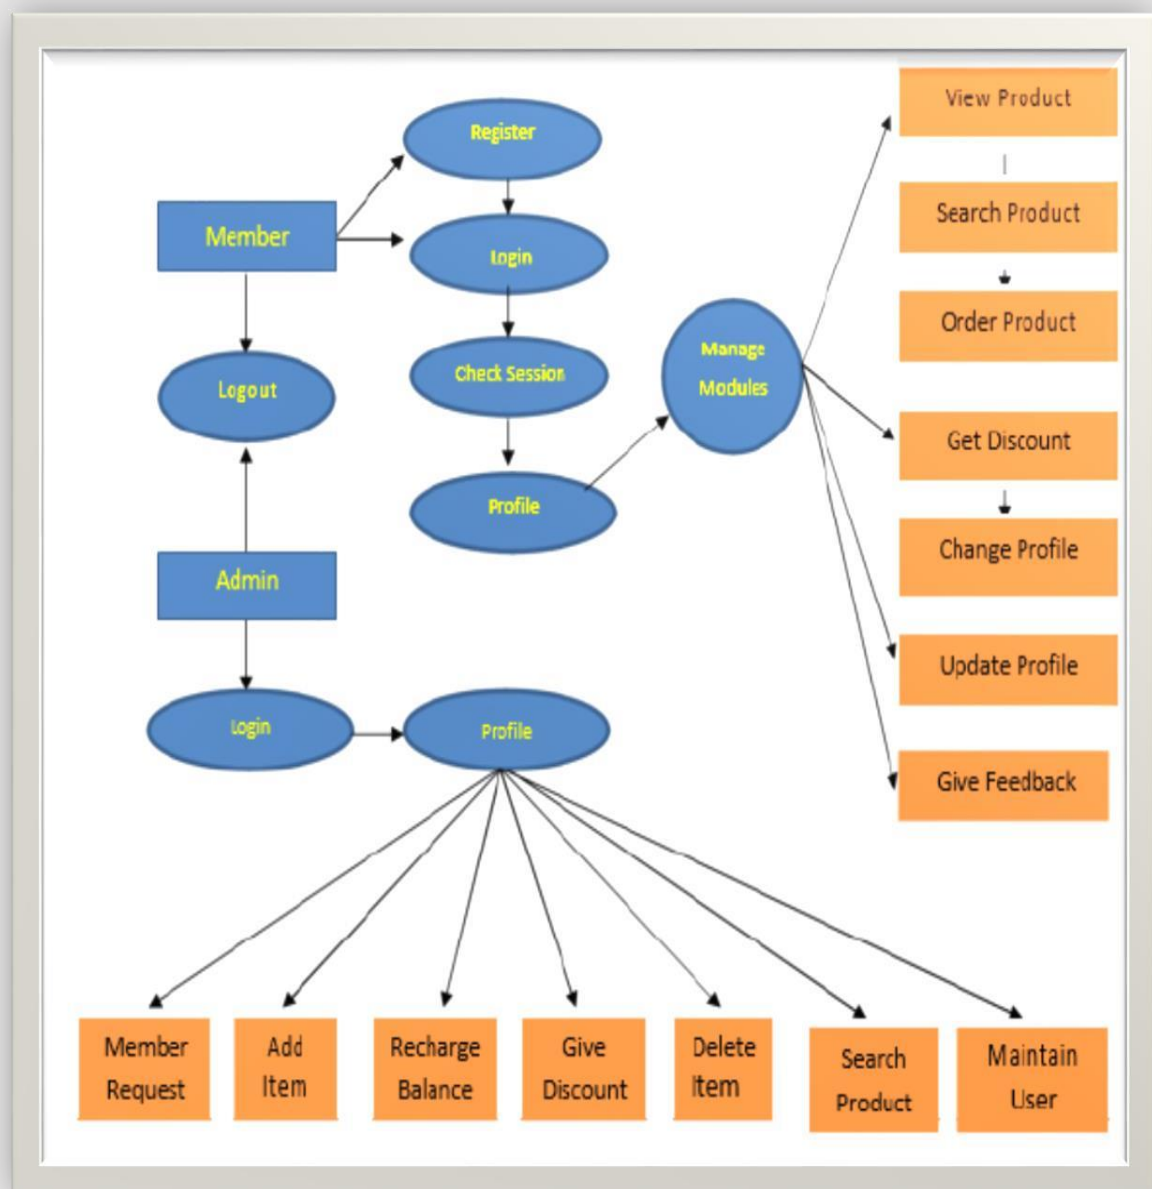 Register
Member
Login
Logout
Check Session
Profile
Manage
Modules
View Product
Search Product
Order Product
Get Discount
Change Profile
Update Profile
Give Feedback
Admin
Login
Profile
Member
Request
Add
Item
Recharge
Balance
Give
Discount
Delete
Item
Search
Product
Maintain
User